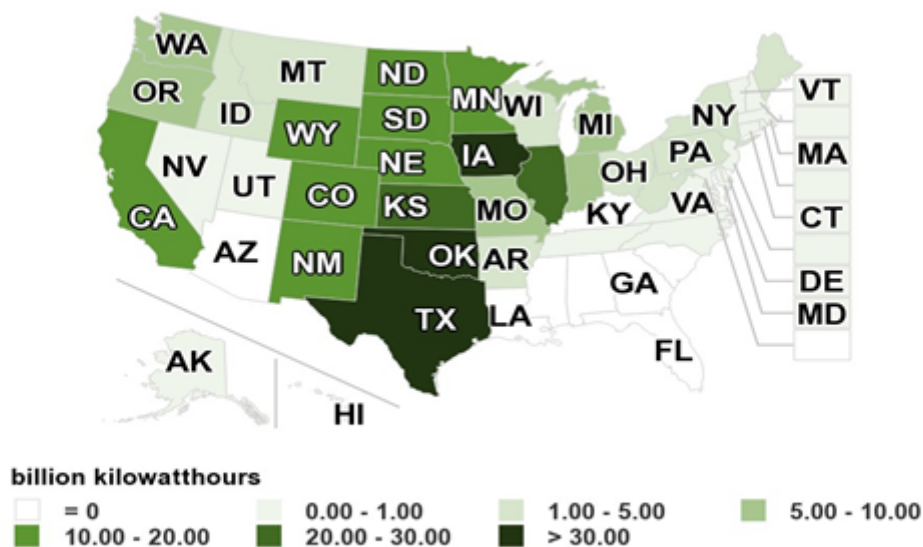 WA
MT
ND
MN
VT
OR
ID
SD
WI
MI
NY
WY
IA
MA
NE
PA
NV
OH
UT
CO
CA
KS
MO
KY
VA
CT
AZ
NM
OK
AR
DE
GA
TX
LA
MD
FL
AK
HI
billion kilowatthours
= 0 0.00 - 1.00 1.00 - 5.00 5.00 - 10.00
10.00 - 20.00 20.00 - 30.00 > 30.00